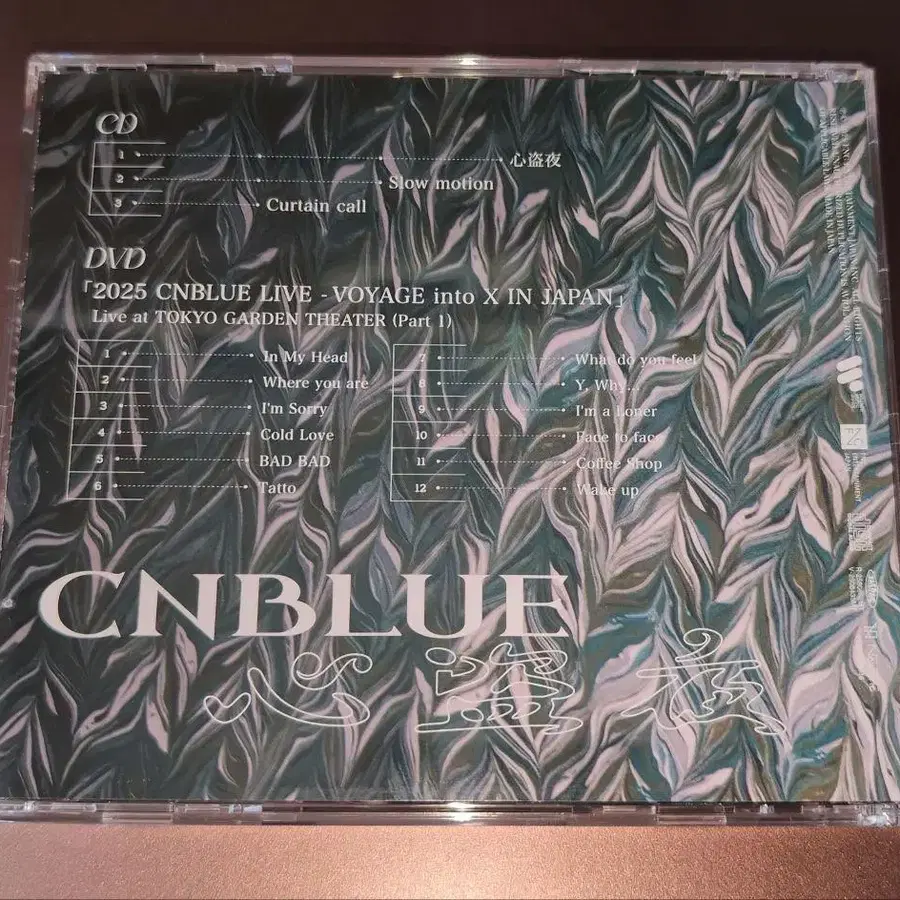 CD
1 心盗夜
2 Slow motion
3 Curtain call
DVD
「2025 CNBLUE LIVE - VOYAGE into X IN JAPAN」
Live at TOKYO GARDEN THEATER (Part 1)
1 In My Head
2 Where you are
3 I'm Sorry
4 Cold Love
5 BAD BAD
6 Tatto
7 What do you feel
8 Y, Why...
9 I'm a Loner
10 Face to face
11 Coffee Shop
12 Wake up
CNBLUE
心盗夜